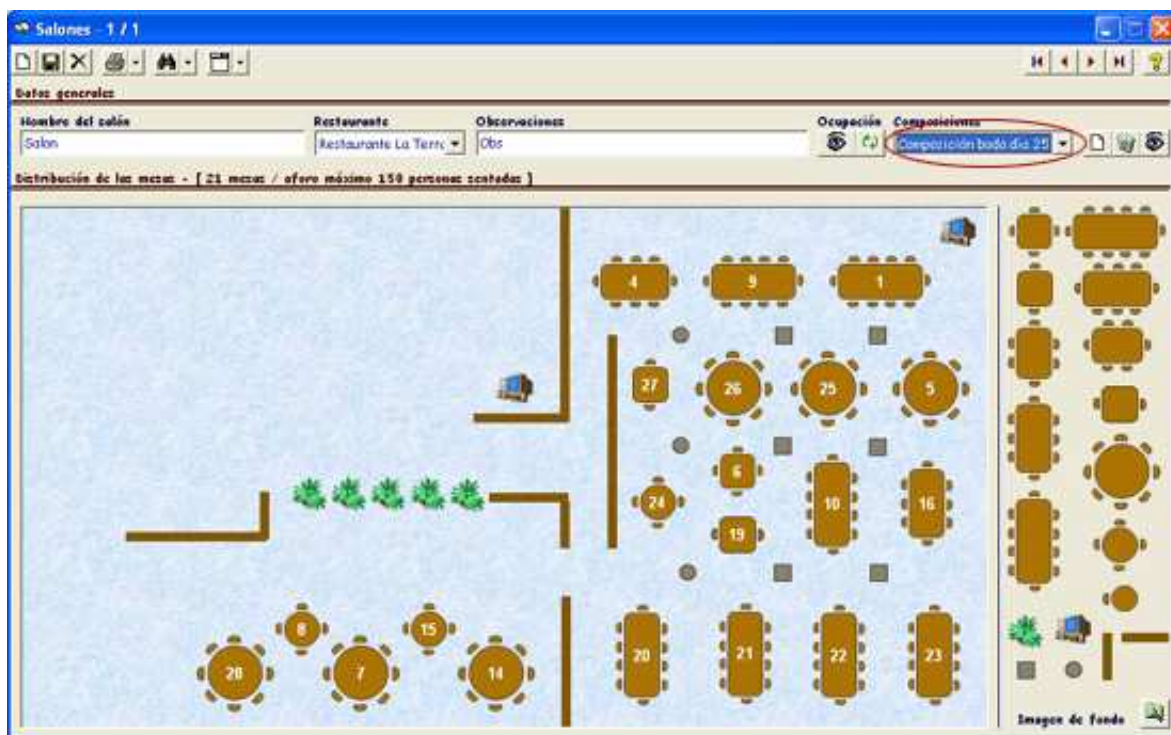 Salones - 1 / 1
Datos generales
Nombre del salón Restaurante Observaciones Ocupación Composiciones
Salon Restaurante La Terra Obs Composición boda dia 25
Distribución de las mesas - [ 21 mesas / aforo máximo 150 personas sentadas ]
4 9 1
27 26 25 5
6
24 10 16
19
8 15
28 7 14
20 21 22 23
Imagen de fondo